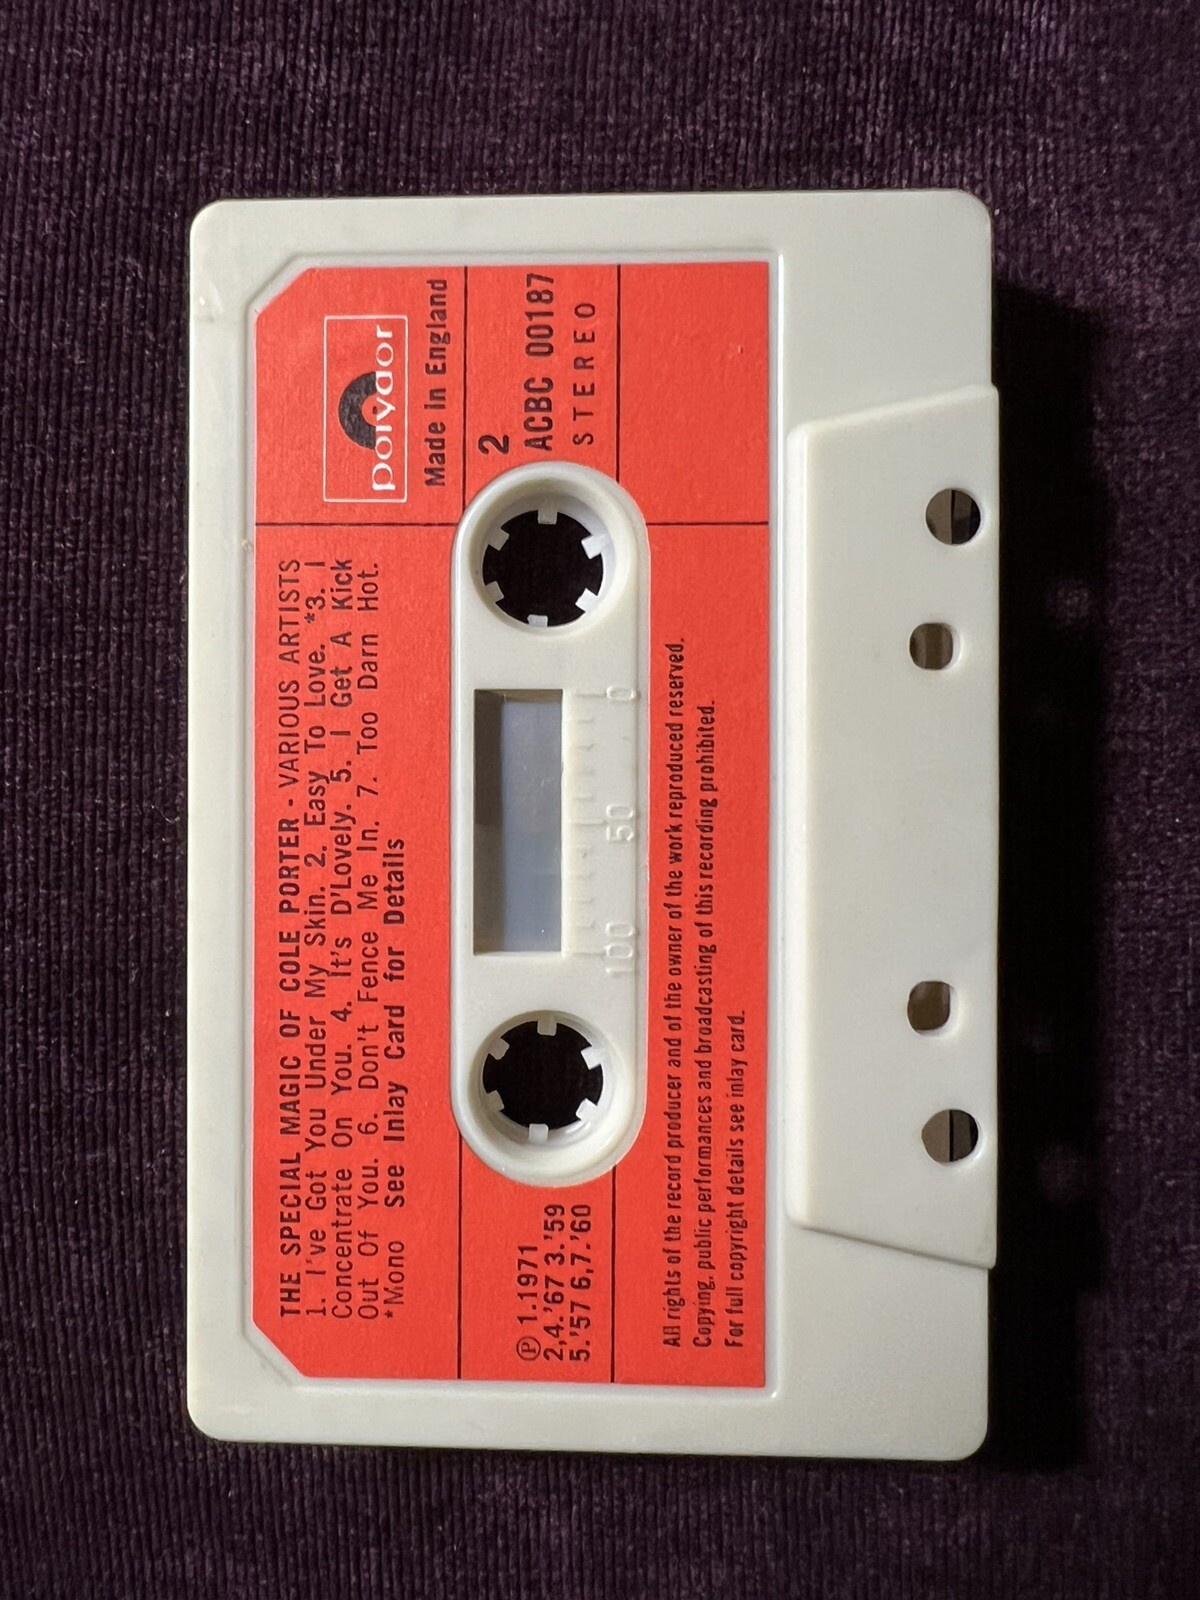 THE SPECIAL MAGIC OF COLE PORTER - VARIOUS ARTISTS
1. I've Got You Under My Skin. 2. Easy To Love. *3. I
Concentrate On You. 4. It's D'Lovely. 5. I Get A Kick
Out Of You. 6. Don't Fence Me In. 7. Too Darn Hot.
*Mono See Inlay Card for Details
polydor
Made in England
Ⓟ 1.1971
2,4.'67 3.'59
5.'57 6,7.'60
2
ACBC 00187
STEREO
100 50 0
All rights of the record producer and of the owner of the work reproduced reserved.
Copying, public performances and broadcasting of this recording prohibited.
For full copyright details see inlay card.